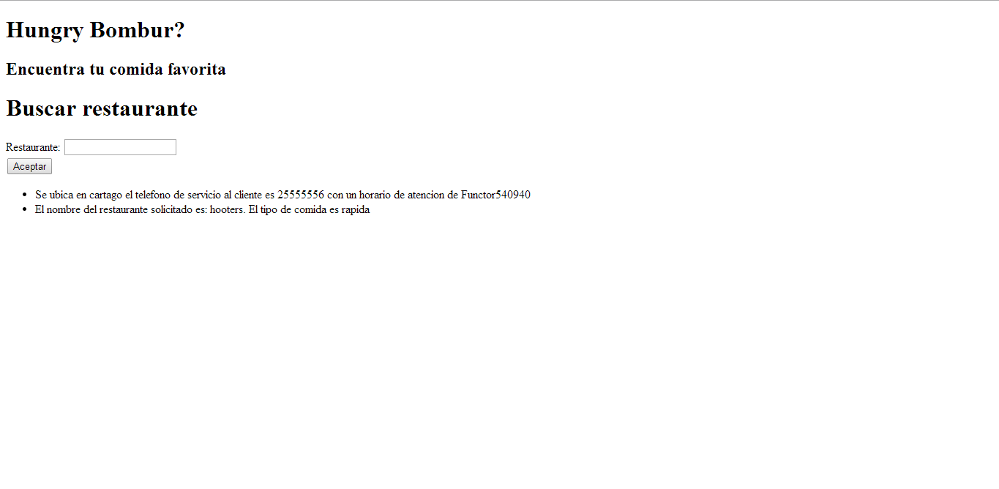 Hungry Bombur?
Encuentra tu comida favorita
Buscar restaurante
Restaurante:
Aceptar
Se ubica en cartago el telefono de servicio al cliente es 25555556 con un horario de atencion de Functor540940
El nombre del restaurante solicitado es: hooters. El tipo de comida es rapida